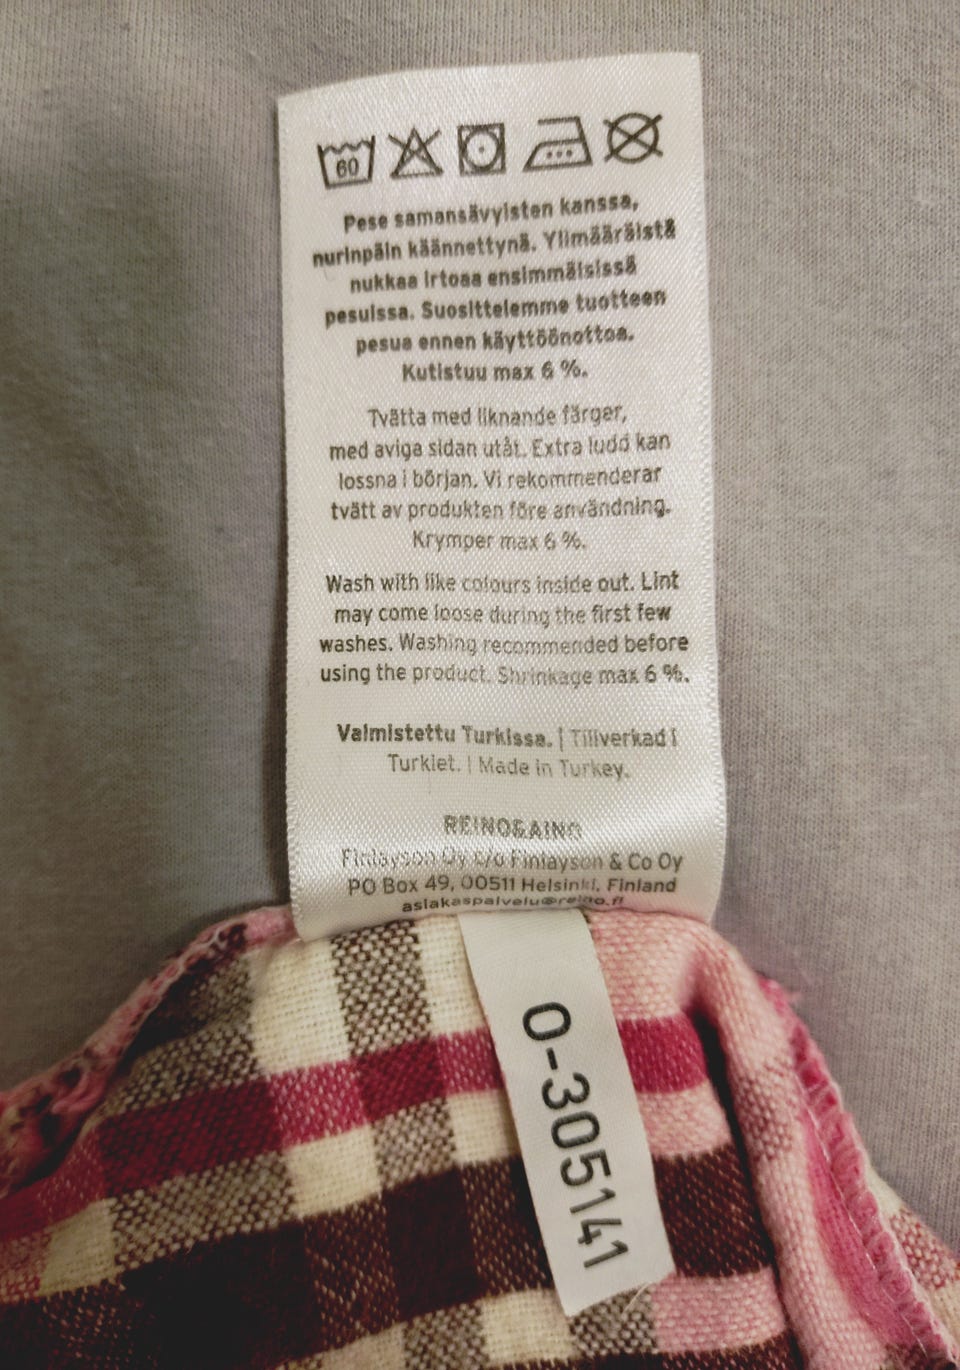 60
Pese samansävyisten kanssa,
nurinpäin käännettynä. Ylimääräistä
nukkaa irtoaa ensimmäisissä
pesuissa. Suosittelemme tuotteen
pesua ennen käyttöönottoa.
Kutistuu max 6 %.
Tvätta med liknande färger,
med aviga sidan utåt. Extra ludd kan
lossna i början. Vi rekommenderar
tvätt av produkten före användning.
Krymper max 6 %.
Wash with like colours inside out. Lint
may come loose during the first few
washes. Washing recommended before
using the product. Shrinkage max 6 %.
Valmistettu Turkissa. | Tillverkad i
Turkiet. | Made in Turkey.
REINO&AINO
Finlayson Oy c/o Finlayson & Co Oy
PO Box 49, 00511 Helsinki, Finland
asiakaspalvelu@reino.fi
0-305141